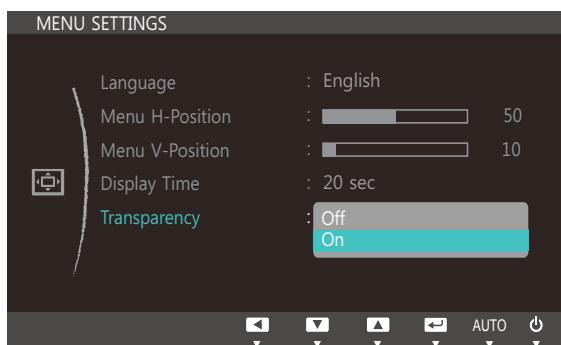 MENU SETTINGS
Language : English
Menu H-Position : 50
Menu V-Position : 10
Display Time : 20 sec
Transparency : Off
On
AUTO